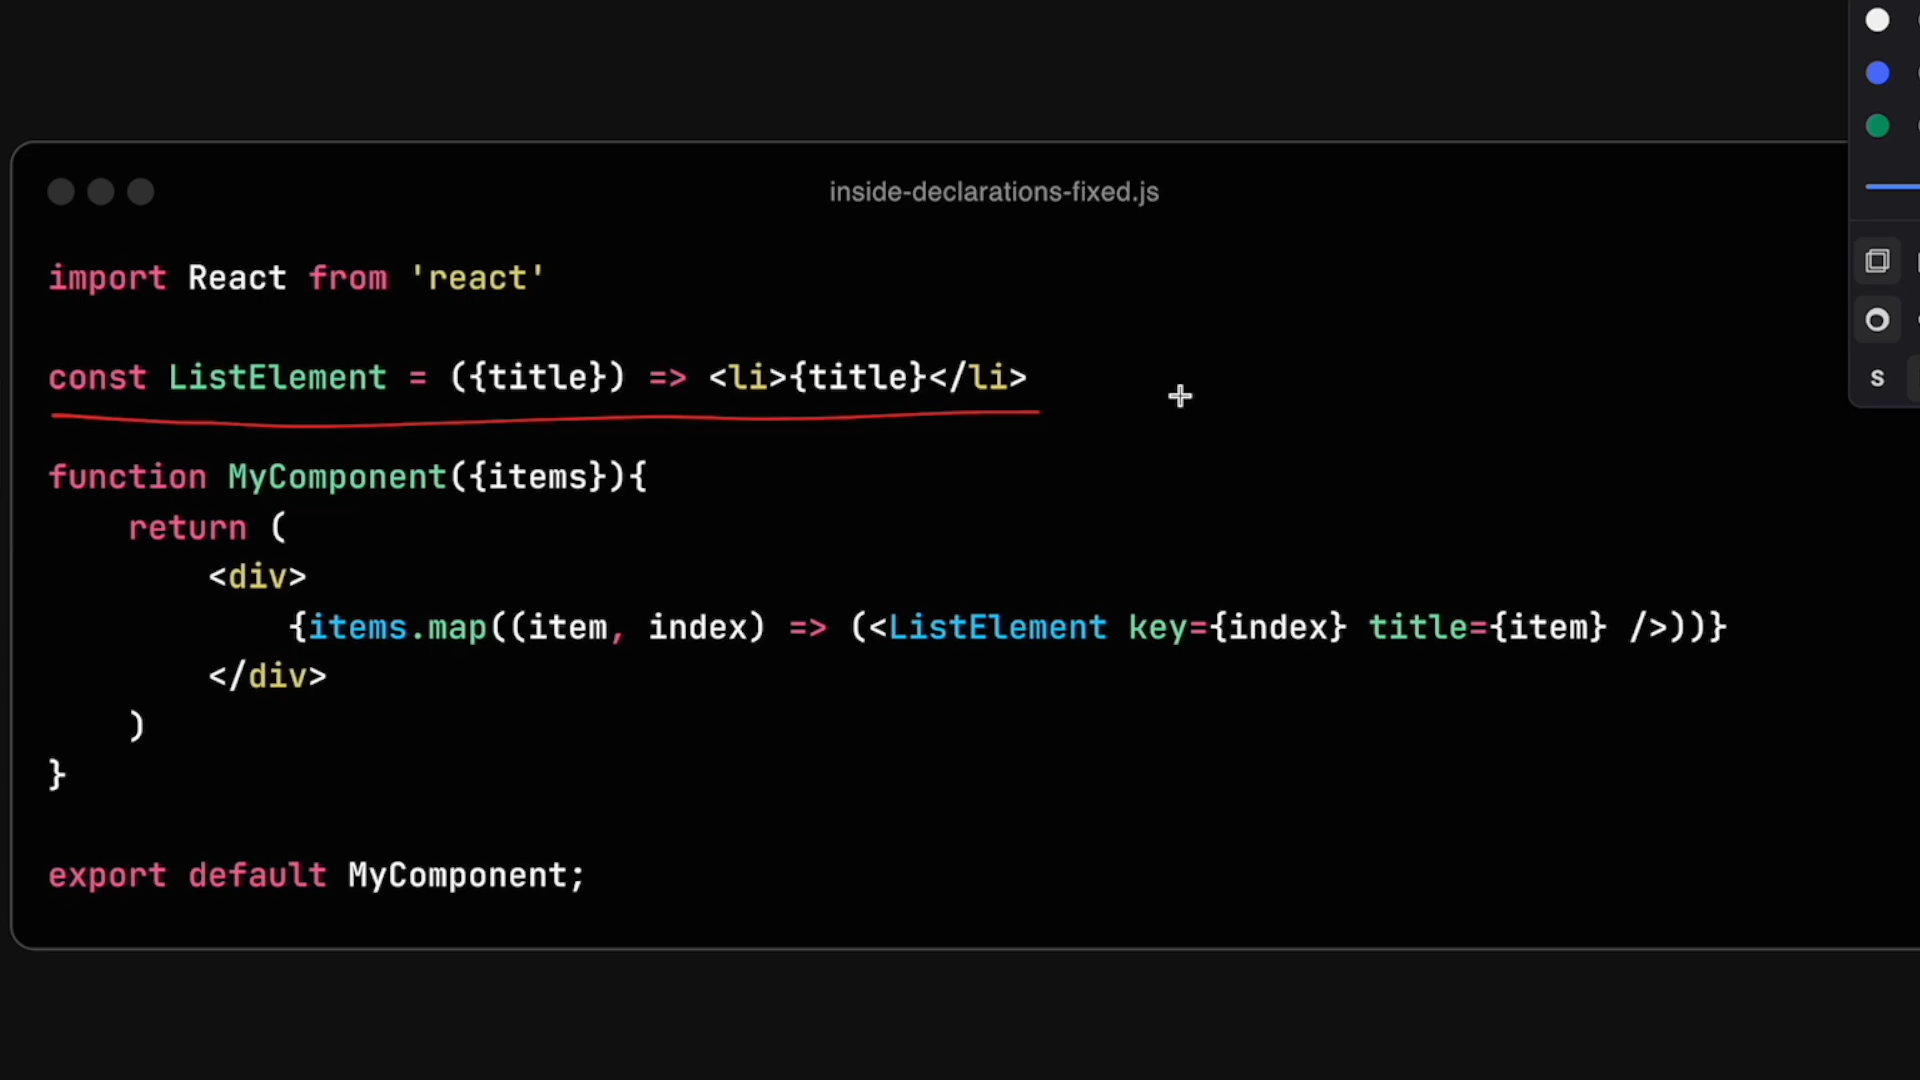 inside-declarations-fixed.js
import React from 'react'
const ListElement = ({title}) => <li>{title}</li>
function MyComponent({items}){
return (
<div>
{items.map((item, index) => (<ListElement key={index} title={item} />))}
</div>
)
}
export default MyComponent;
S